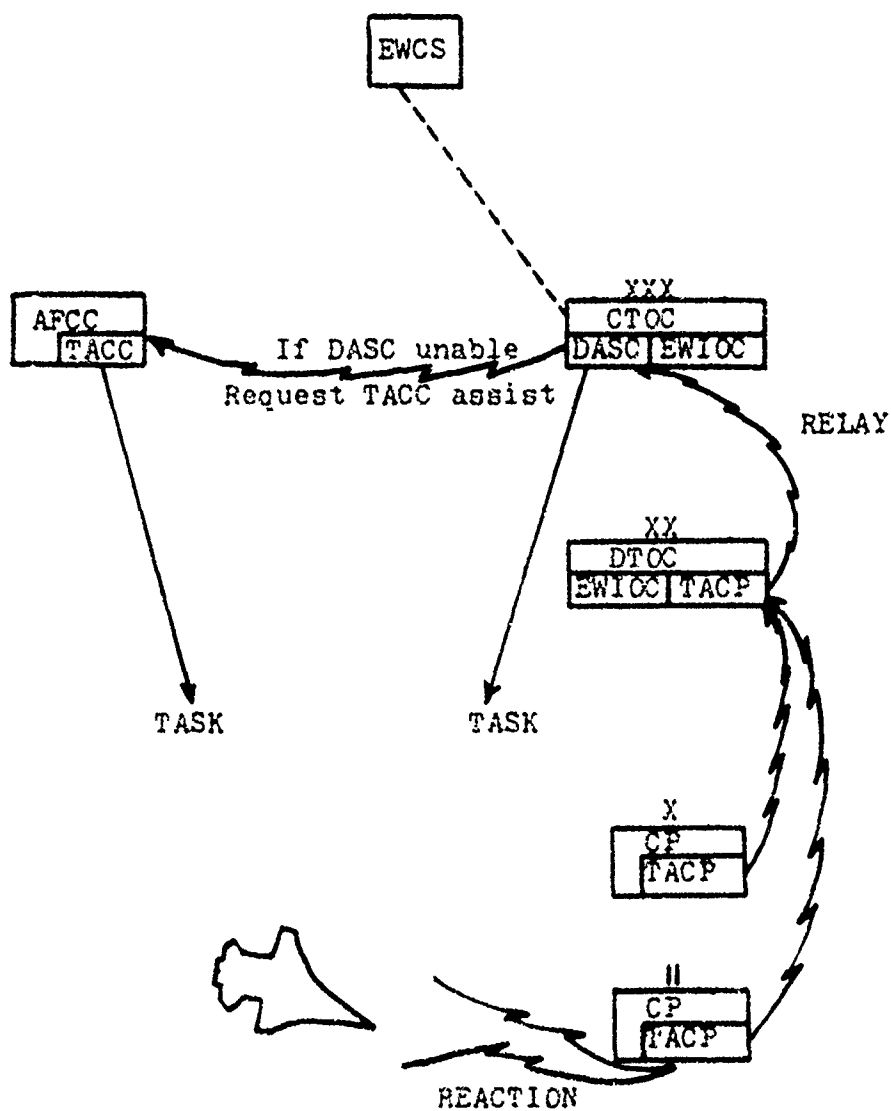 EWCS
XXX
AFCC
CTOC
TACC
If DASC unable
DASC EWIOC
Request TACC assist
RELAY
XX
DTOC
EWIOC TACP
TASK
TASK
X
CP
TACP
II
CP
TACP
REACTION